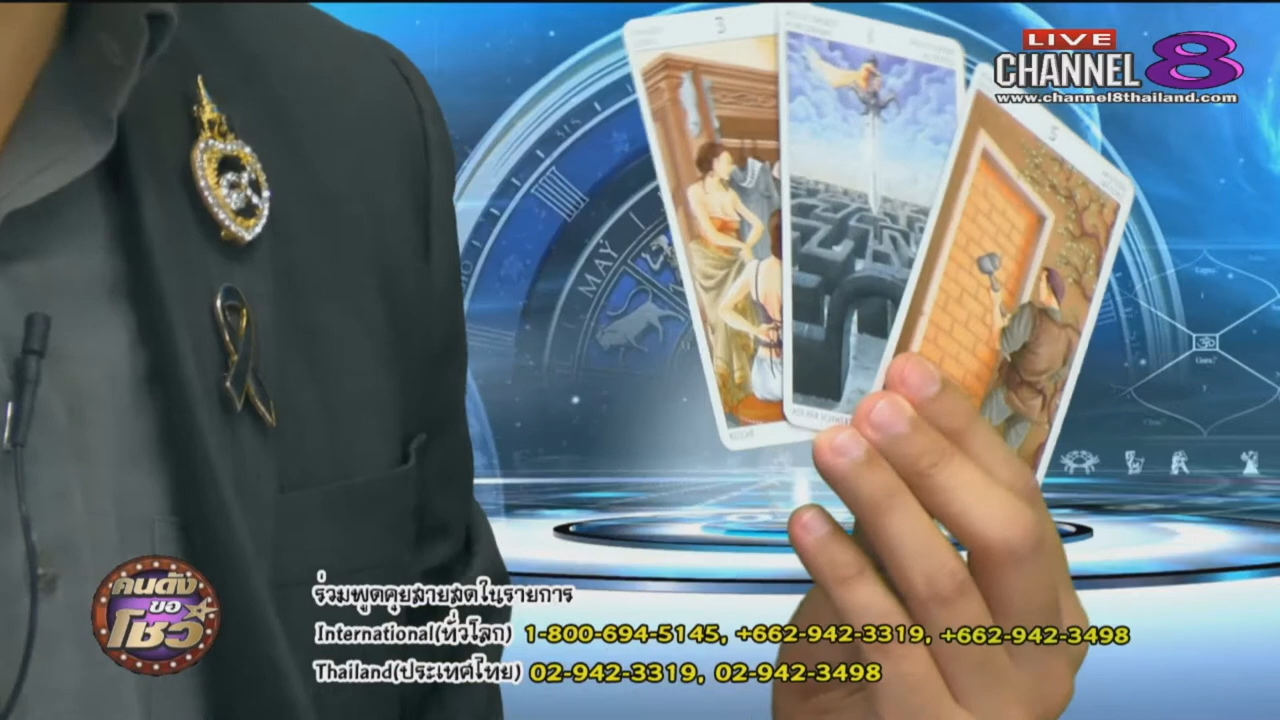 LIVE
CHANNEL 8
www.channel8thailand.com
3
5
MAY
คนดัง
ขอ
โชว์
ร่วมพูดคุยสายสดในรายการ
International(ทั่วโลก) 1-800-694-5145, +662-942-3319, +662-942-3498
Thailand(ประเทศไทย) 02-942-3319, 02-942-3498